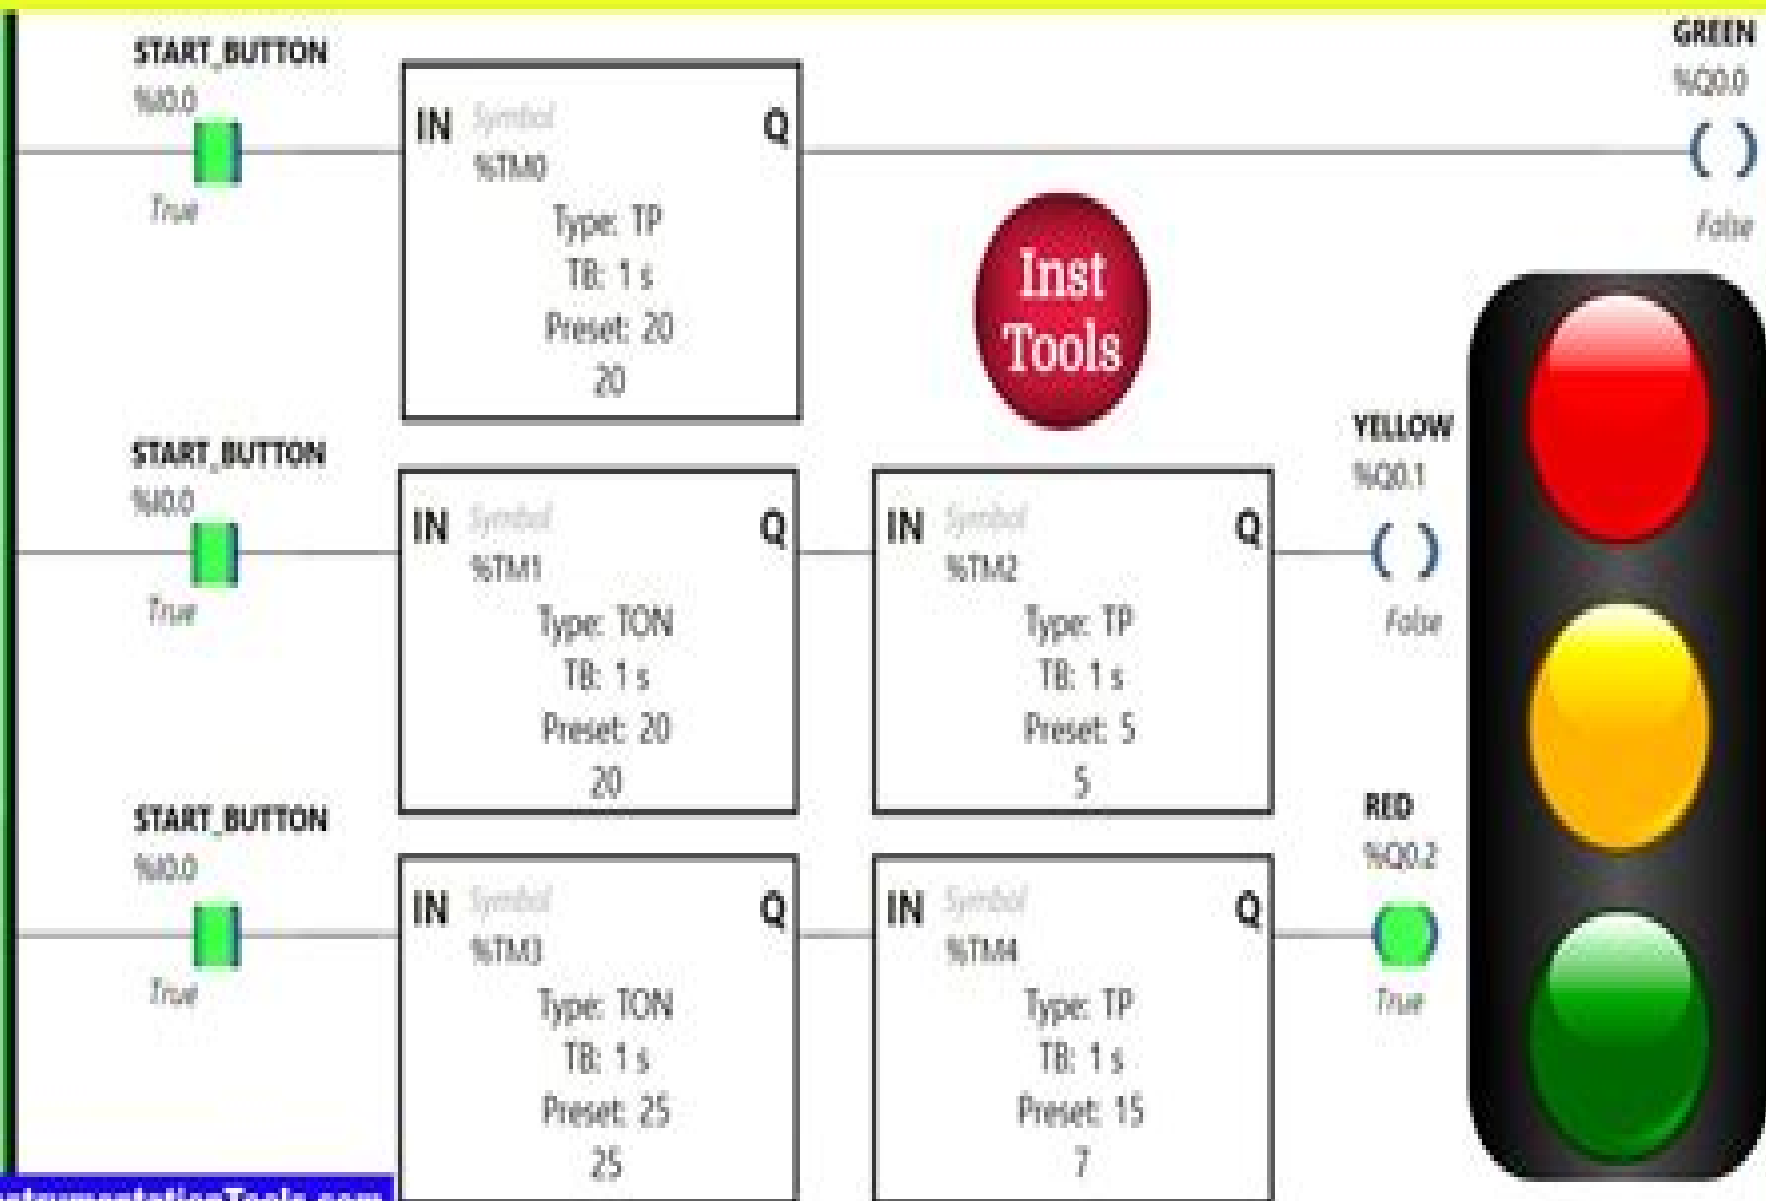 START_BUTTON
%I0.0
True
IN Symbol Q
%TM0
Type: TP
TB: 1 s
Preset: 20
20
GREEN
%Q0.0
False
Inst
Tools
START_BUTTON
%I0.0
True
IN Symbol Q
%TM1
Type: TON
TB: 1 s
Preset: 20
20
IN Symbol Q
%TM2
Type: TP
TB: 1 s
Preset: 5
5
YELLOW
%Q0.1
False
START_BUTTON
%I0.0
True
IN Symbol Q
%TM3
Type: TON
TB: 1 s
Preset: 25
25
IN Symbol Q
%TM4
Type: TP
TB: 1 s
Preset: 15
7
RED
%Q0.2
True
nstrumentationTools.com